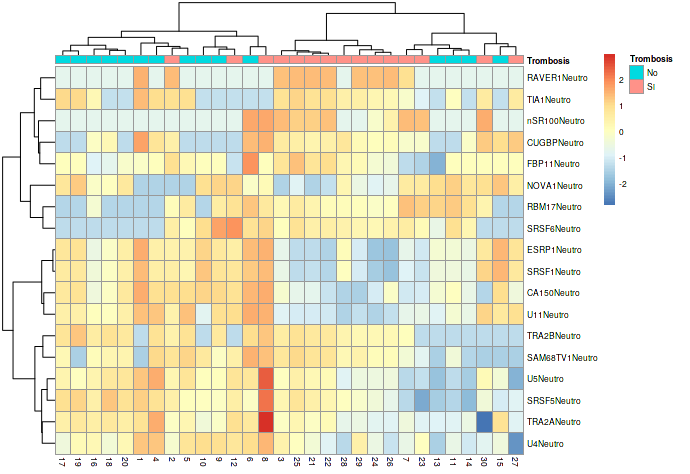 Trombosis
RAVER1Neutro
TIA1Neutro
nSR100Neutro
CUGBPNeutro
FBP11Neutro
NOVA1Neutro
RBM17Neutro
SRSF6Neutro
ESRP1Neutro
SRSF1Neutro
CA150Neutro
U11Neutro
TRA2BNeutro
SAM68TV1Neutro
U5Neutro
SRSF5Neutro
TRA2ANeutro
U4Neutro
17 19 16 18 20 1 4 2 5 10 9 12 6 8 3 25 21 22 28 29 24 26 7 23 13 11 14 30 15 27
2
1
0
-1
-2
Trombosis
No
SI